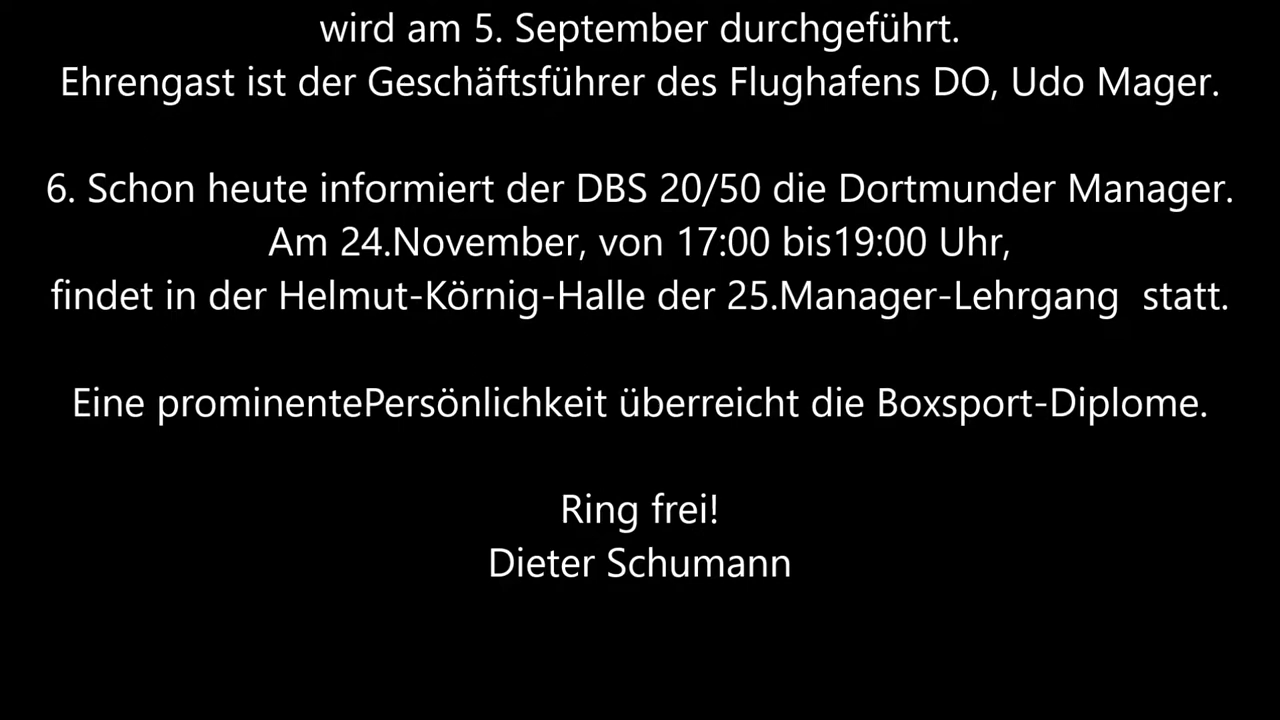 wird am 5. September durchgeführt.
Ehrengast ist der Geschäftsführer des Flughafens DO, Udo Mager.
6. Schon heute informiert der DBS 20/50 die Dortmunder Manager.
Am 24.November, von 17:00 bis19:00 Uhr,
findet in der Helmut-Körnig-Halle der 25.Manager-Lehrgang  statt.
Eine prominentePersönlichkeit überreicht die Boxsport-Diplome.
Ring frei!
Dieter Schumann